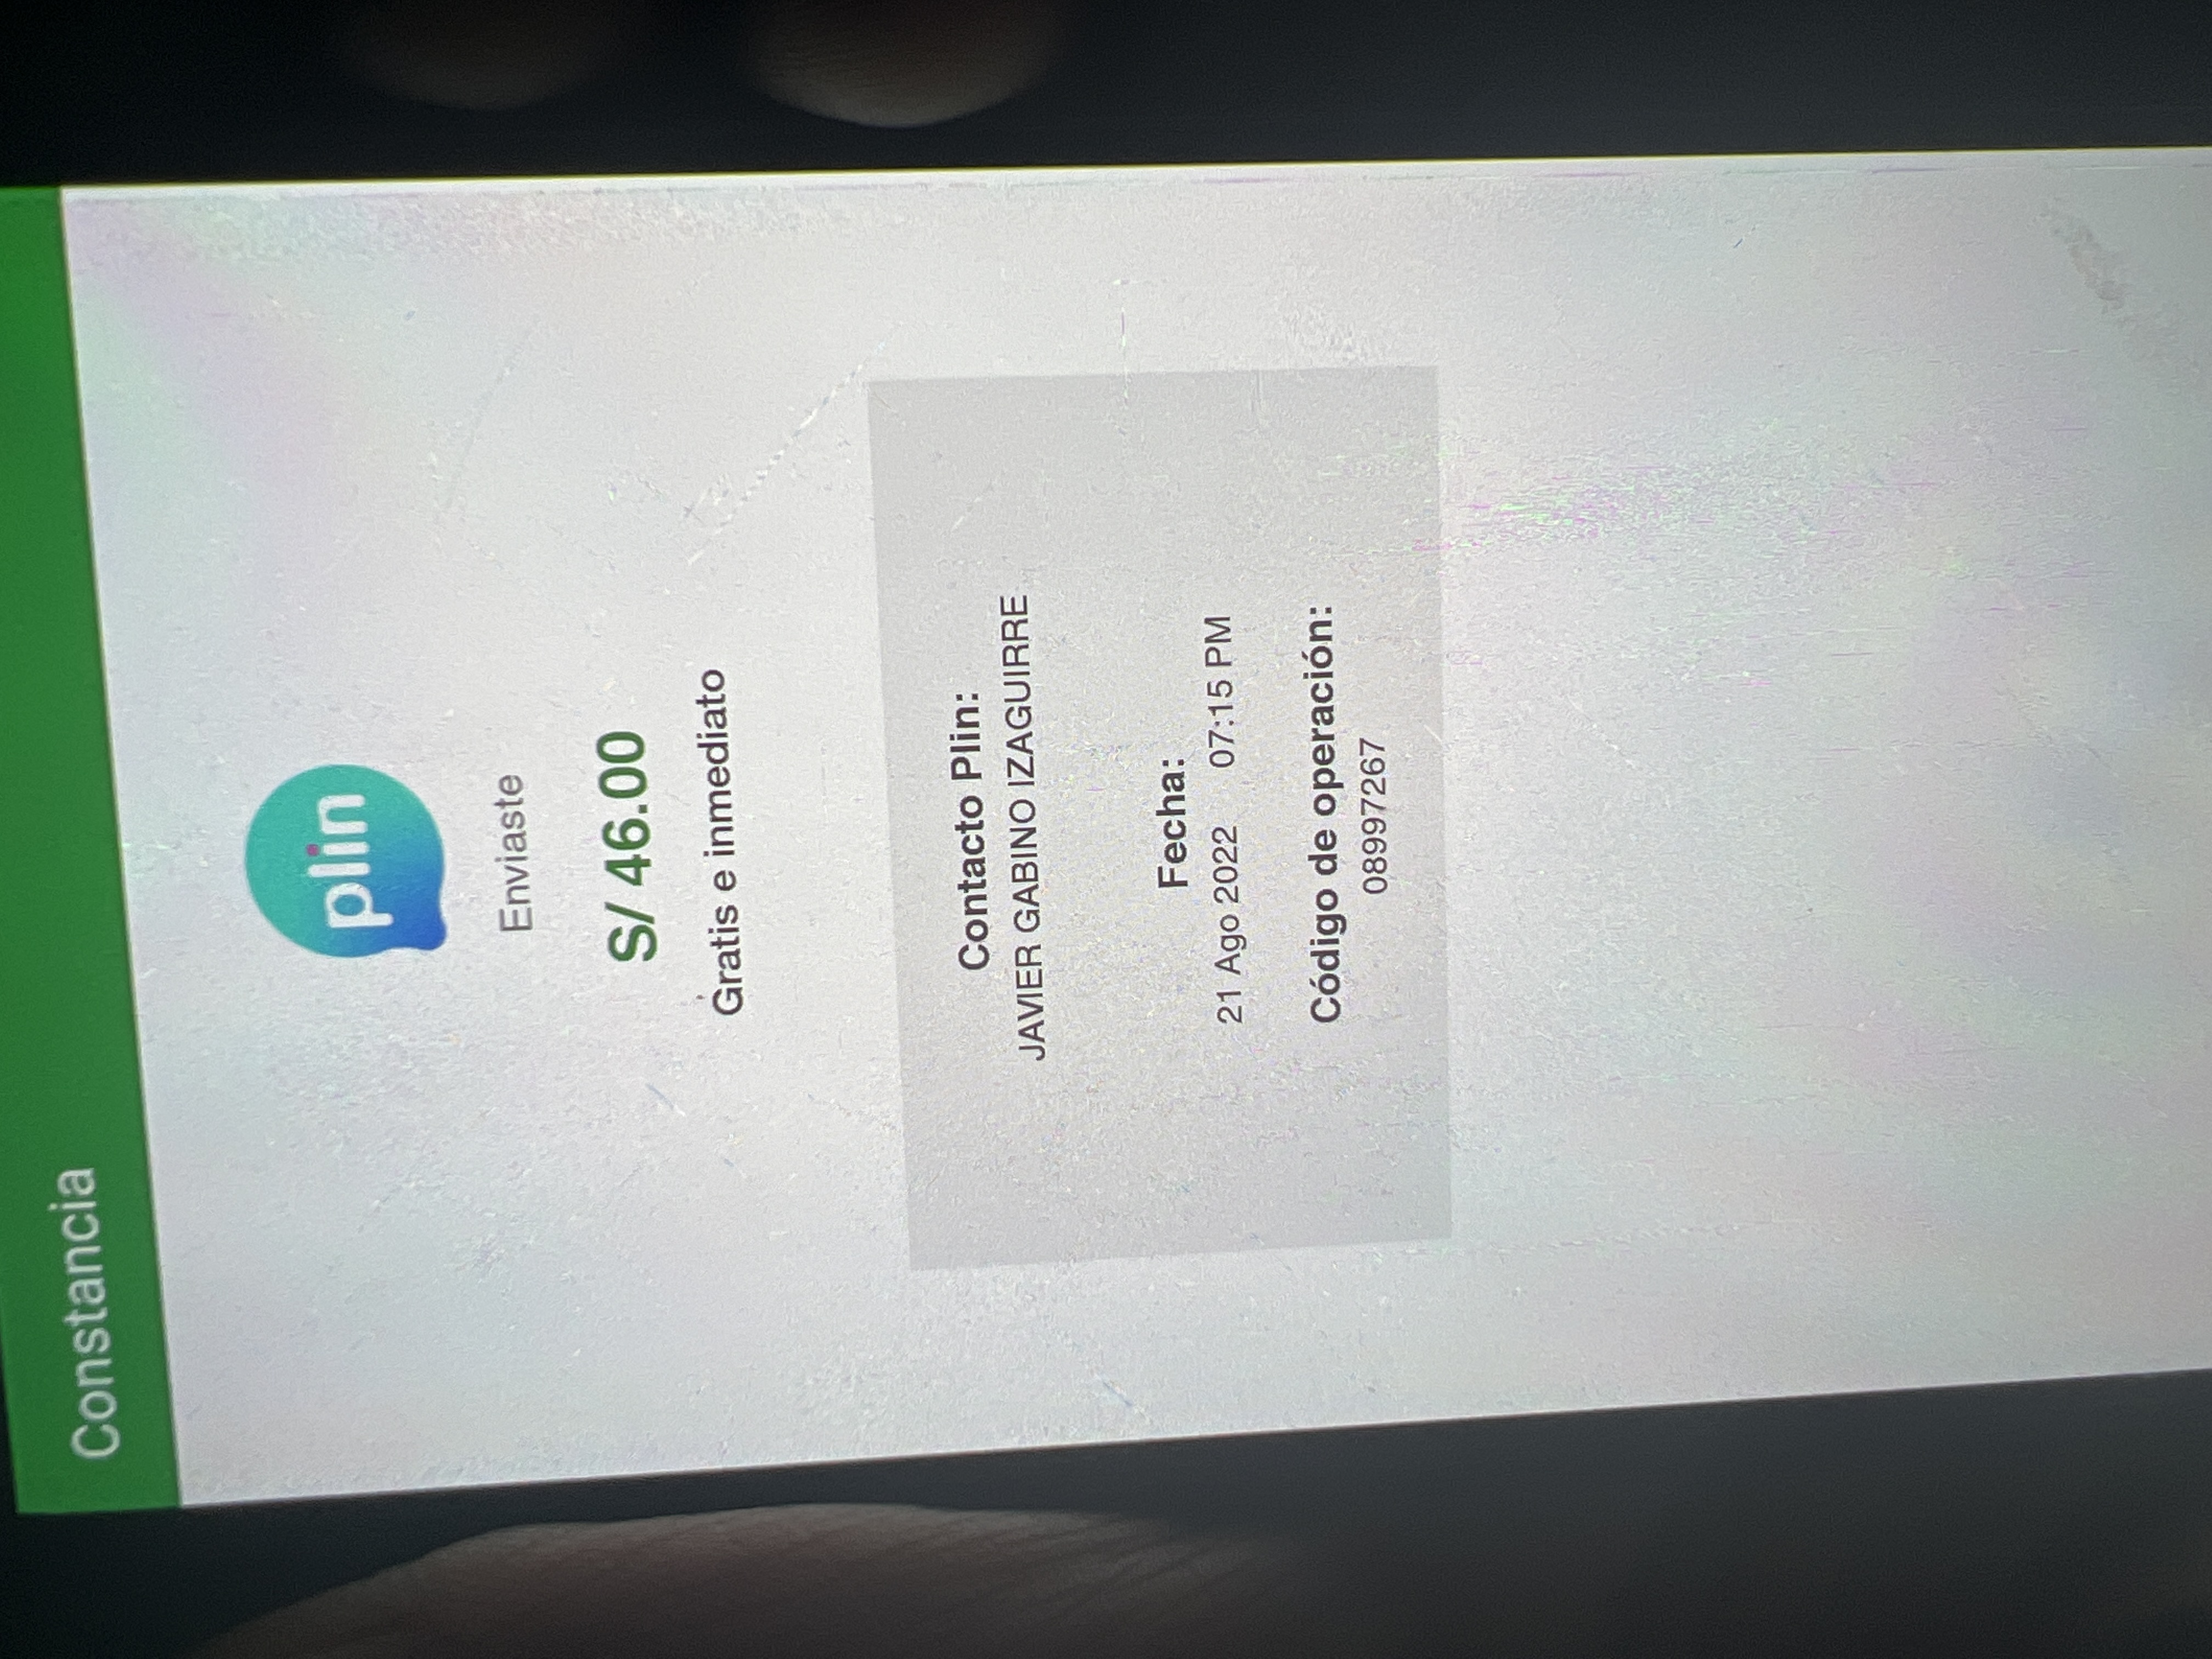 Constancia
plin
Enviaste
S/ 46.00
Gratis e inmediato
Contacto Plin:
JAVIER GABINO IZAGUIRRE
Fecha:
21 Ago 2022 07:15 PM
Código de operación:
08997267